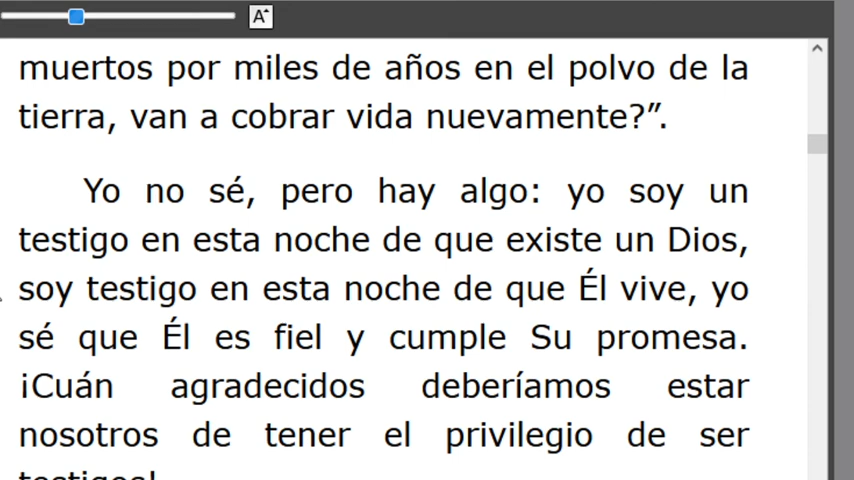 A
muertos por miles de años en el polvo de la
tierra, van a cobrar vida nuevamente?”.
Yo no sé, pero hay algo: yo soy un
testigo en esta noche de que existe un Dios,
soy testigo en esta noche de que Él vive, yo
sé que Él es fiel y cumple Su promesa.
¡Cuán agradecidos deberíamos estar
nosotros de tener el privilegio de ser
testigos!